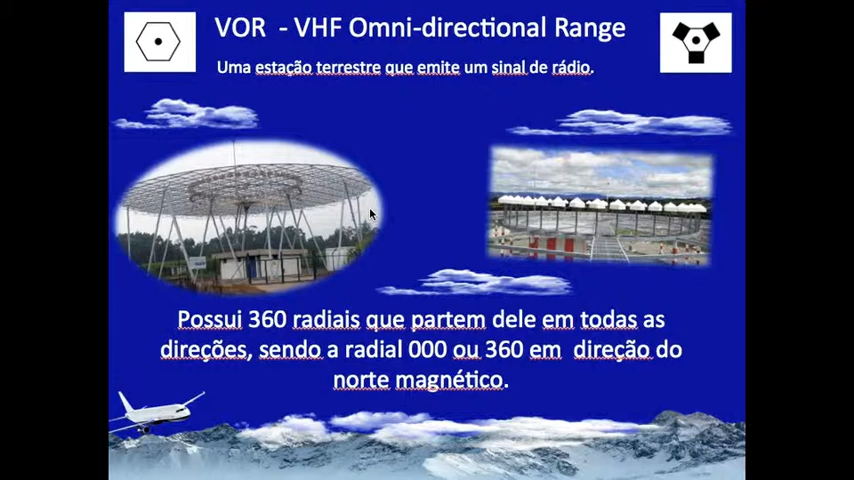 VOR - VHF Omni-directional Range
Uma estação terrestre que emite um sinal de rádio.
Possui 360 radiais que partem dele em todas as
direções, sendo a radial 000 ou 360 em direção do
norte magnético.